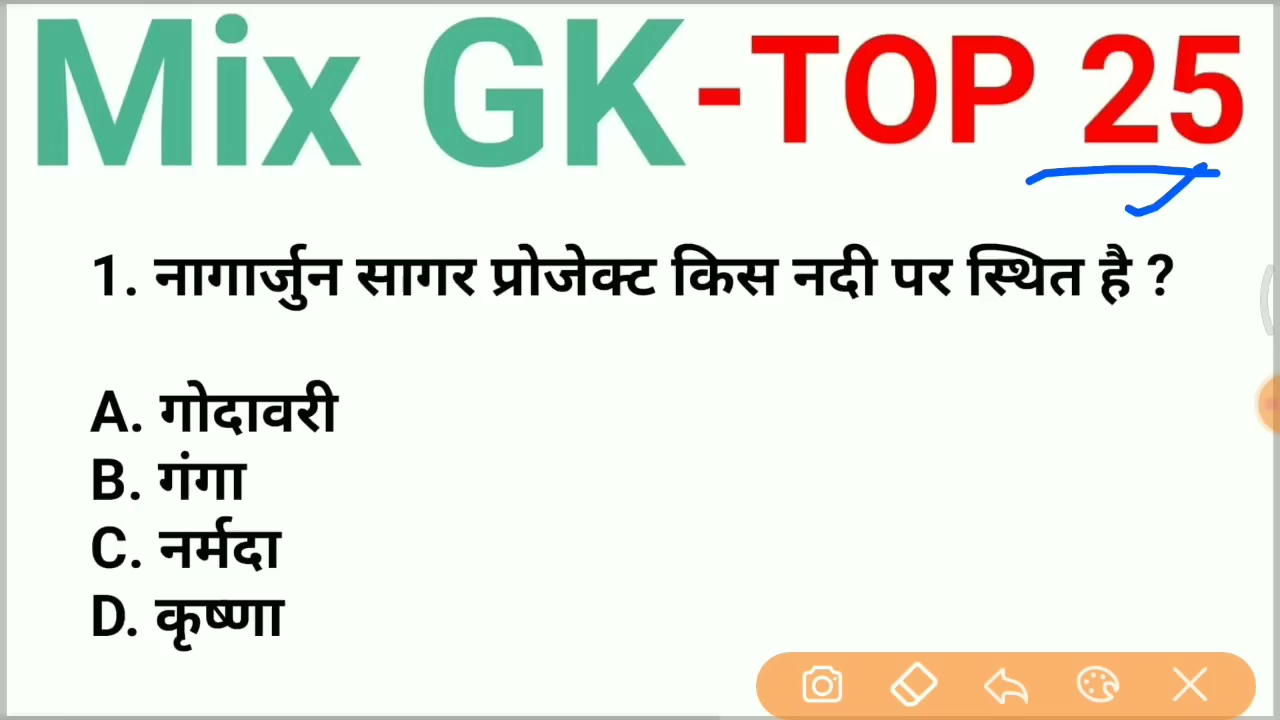 Mix GK -TOP 25
1. नागार्जुन सागर प्रोजेक्ट किस नदी पर स्थित है ?
A. गोदावरी
B. गंगा
C. नर्मदा
D. कृष्णा